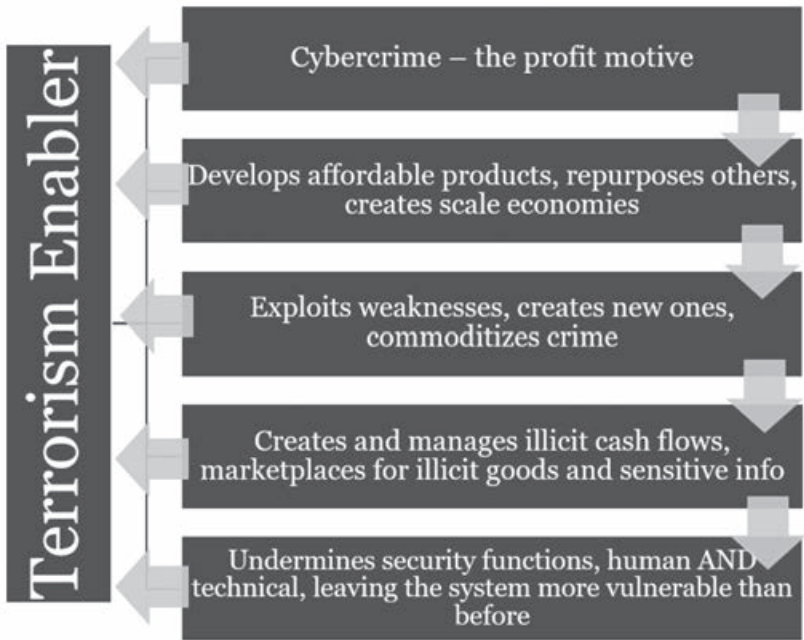 Terrorism Enabler
Cybercrime – the profit motive
Develops affordable products, repurposes others,
creates scale economies
Exploits weaknesses, creates new ones,
commoditizes crime
Creates and manages illicit cash flows,
marketplaces for illicit goods and sensitive info
Undermines security functions, human AND
technical, leaving the system more vulnerable than
before